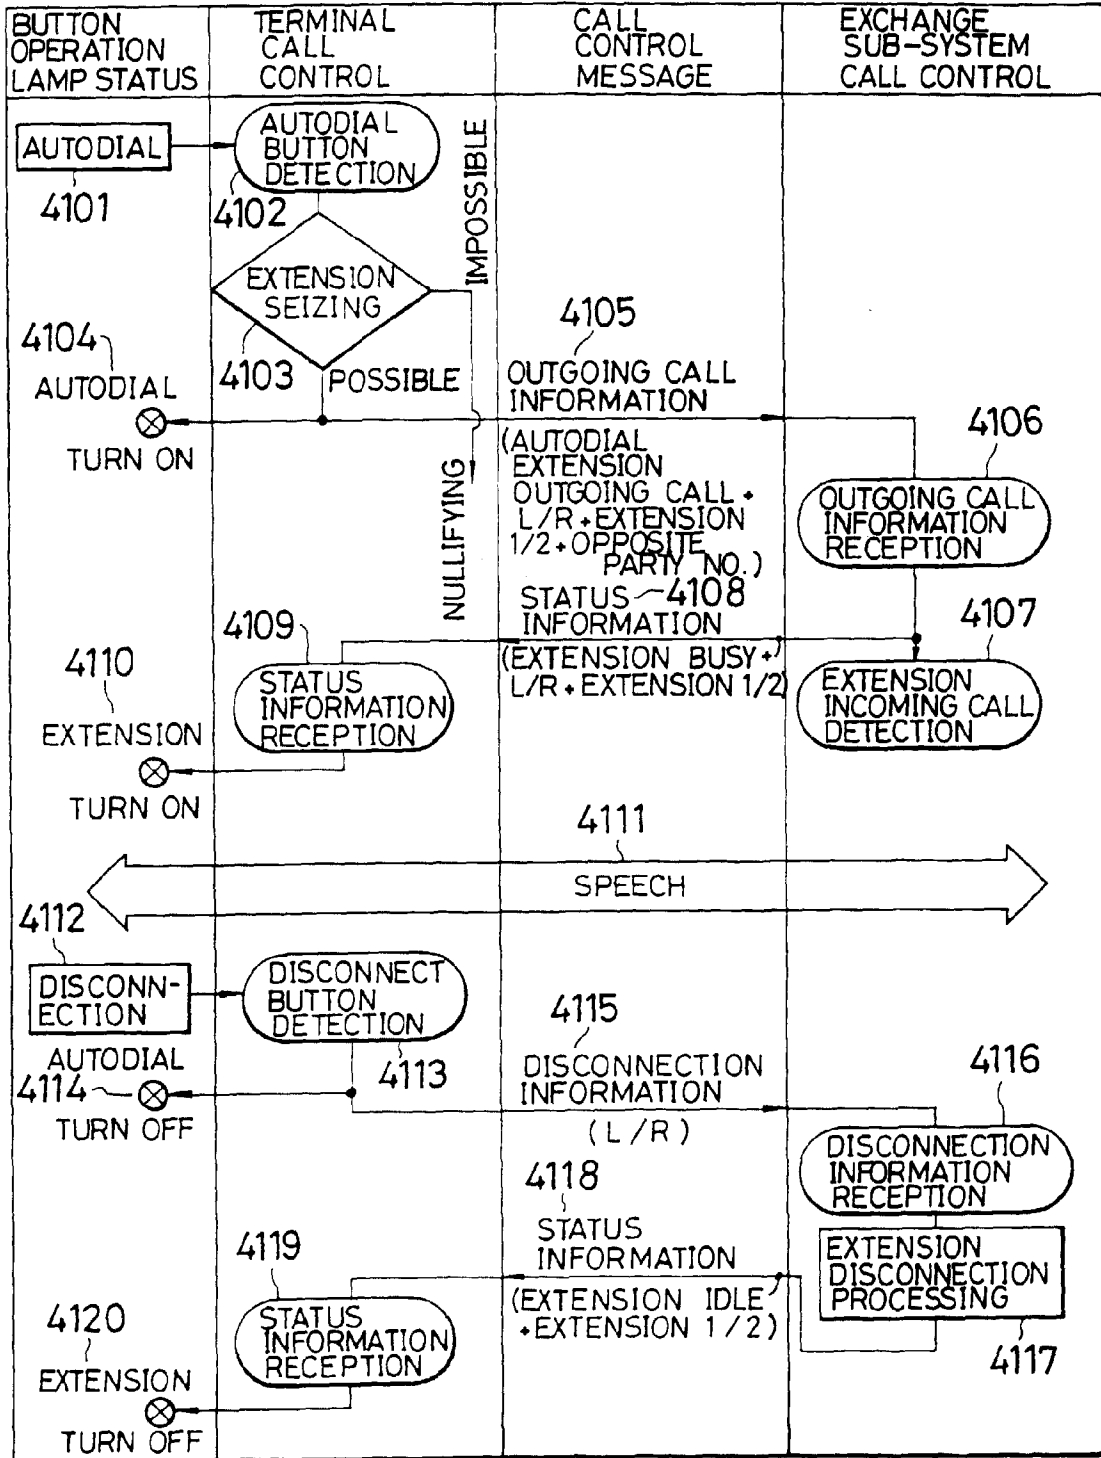 BUTTON
OPERATION
LAMP STATUS
TERMINAL
CALL
CONTROL
CALL
CONTROL
MESSAGE
EXCHANGE
SUB-SYSTEM
CALL CONTROL
AUTODIAL
4101
AUTODIAL
BUTTON
DETECTION
4102
IMPOSSIBLE
EXTENSION
SEIZING
4103
POSSIBLE
4104
AUTODIAL
TURN ON
4105
OUTGOING CALL
INFORMATION
(AUTODIAL
EXTENSION
OUTGOING CALL+
L/R+EXTENSION
1/2+OPPOSITE
PARTY NO.)
4106
OUTGOING CALL
INFORMATION
RECEPTION
NULLIFYING
STATUS
INFORMATION
4108
(EXTENSION BUSY+
L/R+EXTENSION 1/2)
4107
EXTENSION
INCOMING CALL
DETECTION
4109
STATUS
INFORMATION
RECEPTION
4110
EXTENSION
TURN ON
4111
SPEECH
4112
DISCONN-
ECTION
DISCONNECT
BUTTON
DETECTION
4113
AUTODIAL
4114
TURN OFF
4115
DISCONNECTION
INFORMATION
(L/R)
4116
DISCONNECTION
INFORMATION
RECEPTION
4118
STATUS
INFORMATION
(EXTENSION IDLE
+EXTENSION 1/2)
EXTENSION
DISCONNECTION
PROCESSING
4117
4119
STATUS
INFORMATION
RECEPTION
4120
EXTENSION
TURN OFF